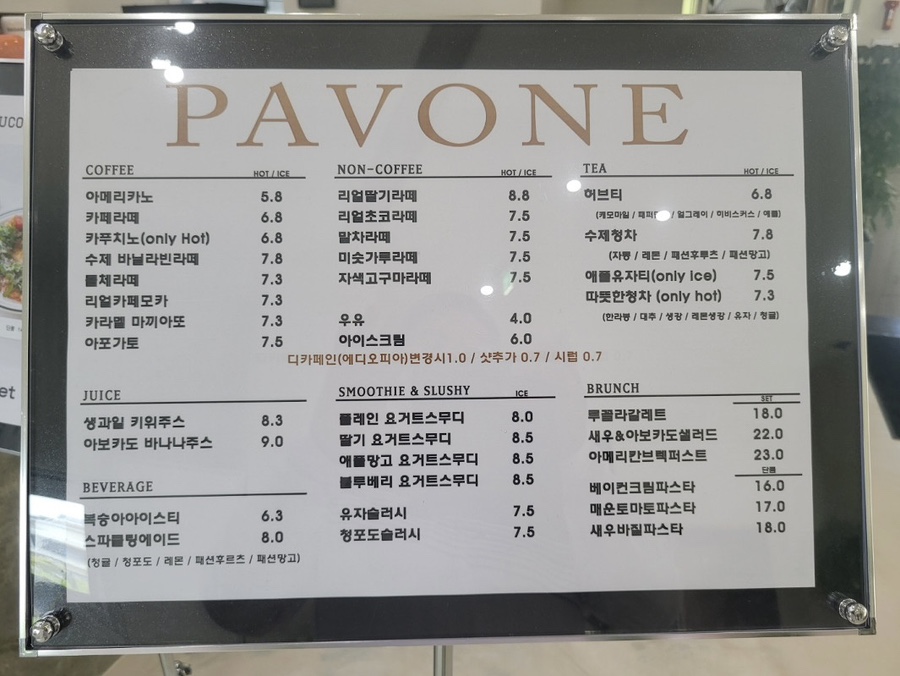 PAVONE
COFFEE HOT / ICE
아메리카노 5.8
카페라떼 6.8
카푸치노(only Hot) 6.8
수제 바닐라빈라떼 7.8
돌체라떼 7.3
리얼카페모카 7.3
카라멜 마끼아또 7.3
아포가토 7.5
NON-COFFEE HOT / ICE
리얼딸기라떼 8.8
리얼초코라떼 7.5
말차라떼 7.5
미숫가루라떼 7.5
자색고구마라떼 7.5
우유 4.0
아이스크림 6.0
TEA HOT / ICE
허브티 6.8
(캐모마일 / 얼그레이 / 히비스커스 / 애플)
수제청차 7.8
(자몽 / 레몬 / 패션후루츠 / 패션망고)
애플유자티(only ice) 7.5
따뜻한청차 (only hot) 7.3
(한라봉 / 대추 / 생강 / 레몬생강 / 유자 / 청귤)
디카페인(에디오피아)변경시1.0 / 샷추가 0.7 / 시럽 0.7
JUICE
생과일 키위주스 8.3
아보카도 바나나주스 9.0
BEVERAGE
복숭아아이스티 6.3
스파클링에이드 8.0
(청귤 / 청포도 / 레몬 / 패션후르츠 / 패션망고)
SMOOTHIE & SLUSHY ICE
플레인 요거트스무디 8.0
딸기 요거트스무디 8.5
애플망고 요거트스무디 8.5
블루베리 요거트스무디 8.5
유자슬러시 7.5
청포도슬러시 7.5
BRUNCH
SET
루꼴라갈레트 18.0
새우&아보카도샐러드 22.0
아메리칸브렉퍼스트 23.0
단품
베이컨크림파스타 16.0
매운토마토파스타 17.0
새우바질파스타 18.0